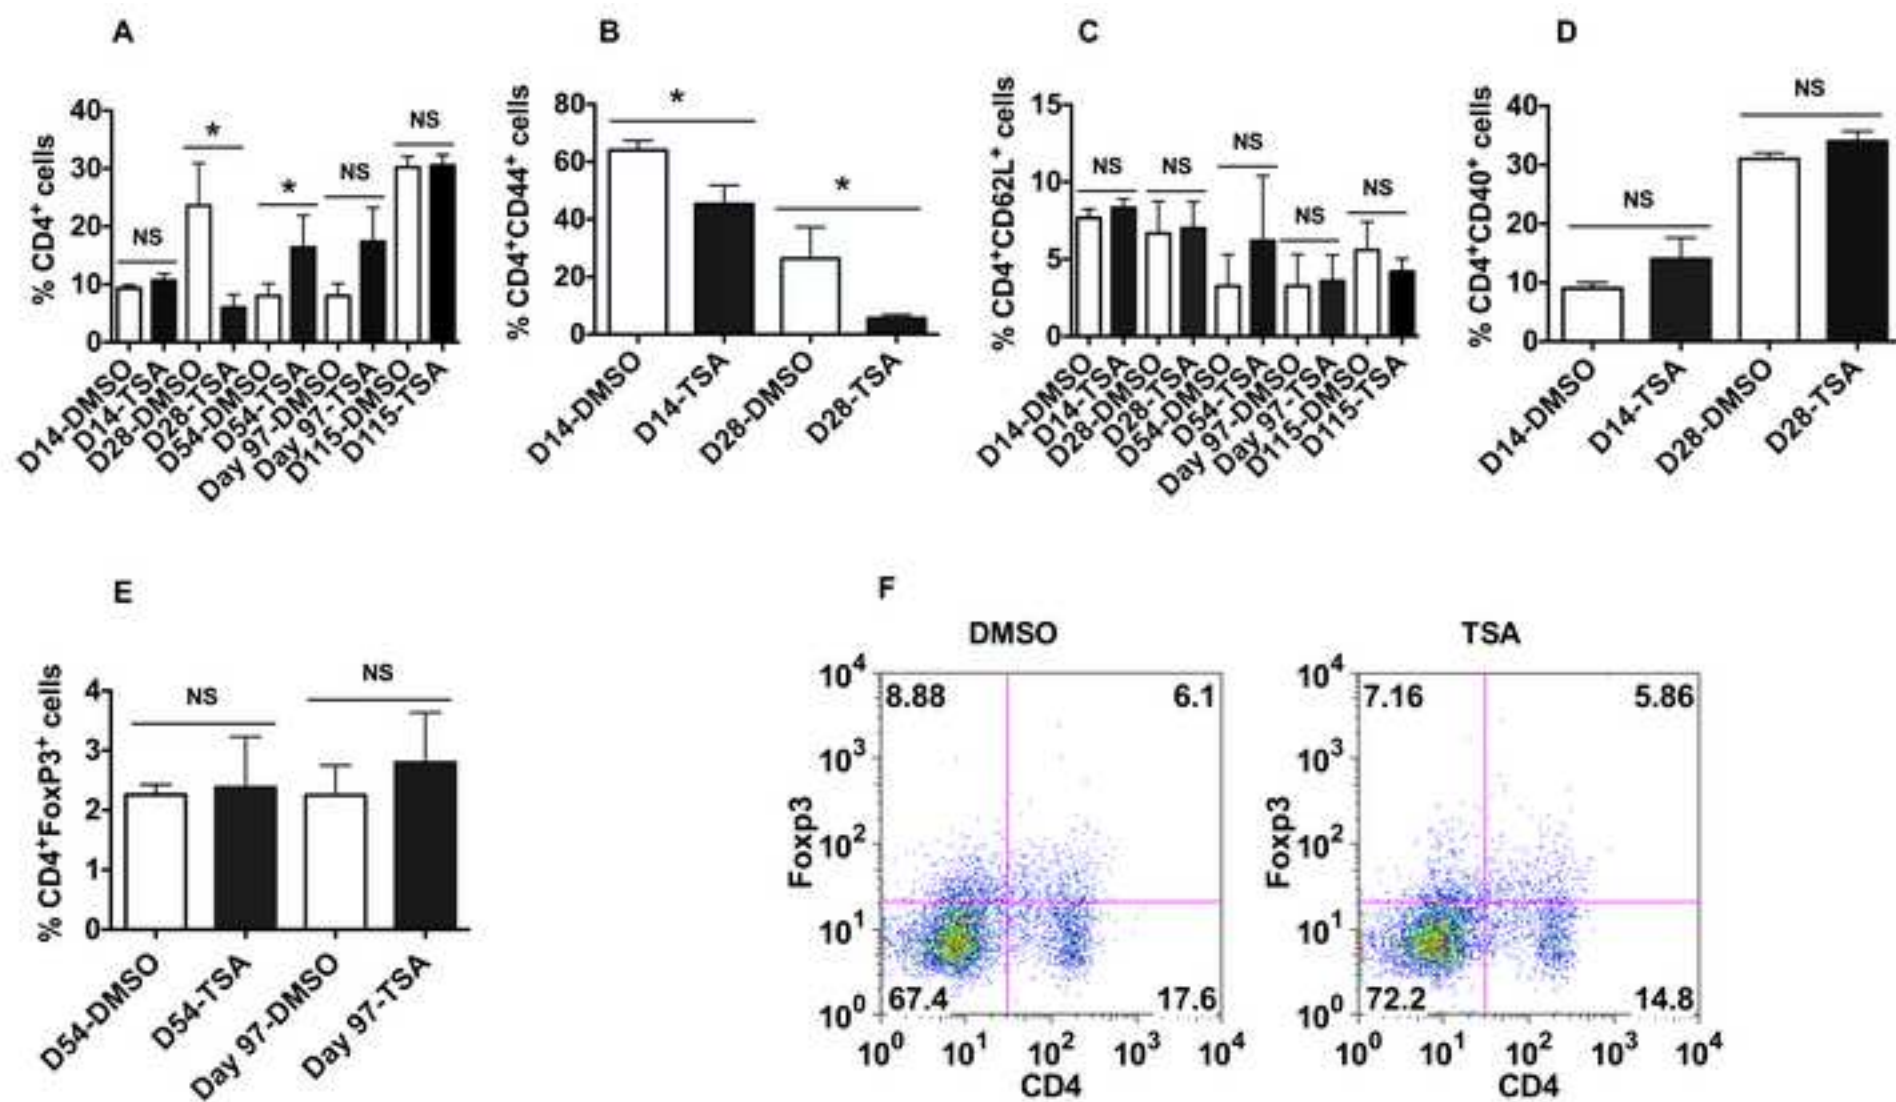 A
% CD4⁺ cells
40
30
20
10
0
NS
*
*
NS
NS
D14-DMSO
D14-TSA
D28-DMSO
D28-TSA
D54-DMSO
D54-TSA
Day 97-DMSO
Day 97-TSA
D115-DMSO
D115-TSA
B
% CD4⁺CD44⁺ cells
80
60
40
20
0
*
*
D14-DMSO
D14-TSA
D28-DMSO
D28-TSA
C
% CD4⁺CD62L⁺ cells
15
10
5
0
NS
NS
NS
NS
NS
D14-DMSO
D14-TSA
D28-DMSO
D28-TSA
D54-DMSO
D54-TSA
Day 97-DMSO
Day 97-TSA
D115-DMSO
D115-TSA
D
% CD4⁺CD40⁺ cells
40
30
20
10
0
NS
NS
D14-DMSO
D14-TSA
D28-DMSO
D28-TSA
E
% CD4⁺FoxP3⁺ cells
4
3
2
1
0
NS
NS
D54-DMSO
D54-TSA
Day 97-DMSO
Day 97-TSA
F
DMSO
Foxp3
10⁴
10³
10²
10¹
10⁰
8.88 6.1
67.4 17.6
10⁰ 10¹ 10² 10³ 10⁴
CD4
TSA
Foxp3
10⁴
10³
10²
10¹
10⁰
7.16 5.86
72.2 14.8
10⁰ 10¹ 10² 10³ 10⁴
CD4